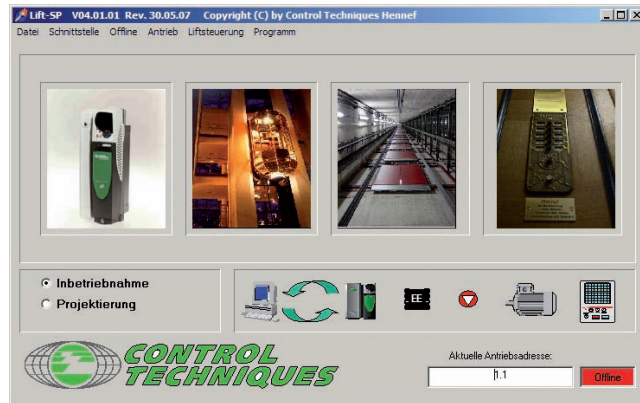 Lift-SP V04.01.01 Rev. 30.05.07 Copyright (C) by Control Techniques Hennef
Datei Schnittstelle Offline Antrieb Liftsteuerung Programm
Inbetriebnahme
Projektierung
EE
CONTROL
TECHNIQUES
Aktuelle Antriebsadresse:
1.1
Offline